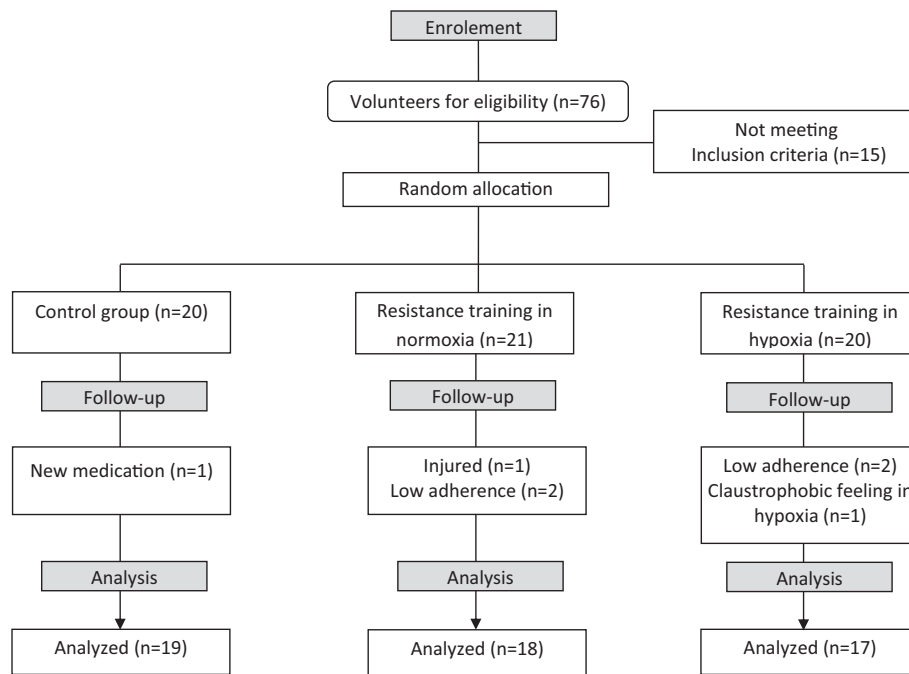 Enrolement
Volunteers for eligibility (n=76)
Not meeting
Inclusion criteria (n=15)
Random allocation
Control group (n=20)
Resistance training in
normoxia (n=21)
Resistance training in
hypoxia (n=20)
Follow-up
Follow-up
Follow-up
New medication (n=1)
Injured (n=1)
Low adherence (n=2)
Low adherence (n=2)
Claustrophobic feeling in
hypoxia (n=1)
Analysis
Analysis
Analysis
Analyzed (n=19)
Analyzed (n=18)
Analyzed (n=17)